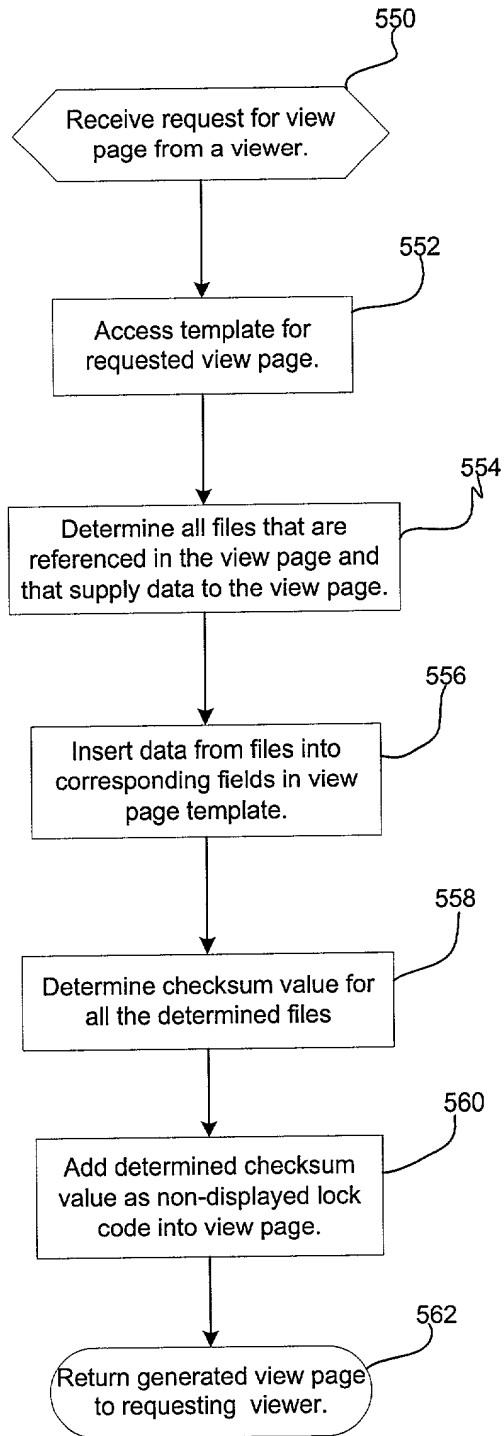 550
Receive request for view
page from a viewer.
552
Access template for
requested view page.
554
Determine all files that are
referenced in the view page and
that supply data to the view page.
556
Insert data from files into
corresponding fields in view
page template.
558
Determine checksum value for
all the determined files
560
Add determined checksum
value as non-displayed lock
code into view page.
562
Return generated view page
to requesting viewer.